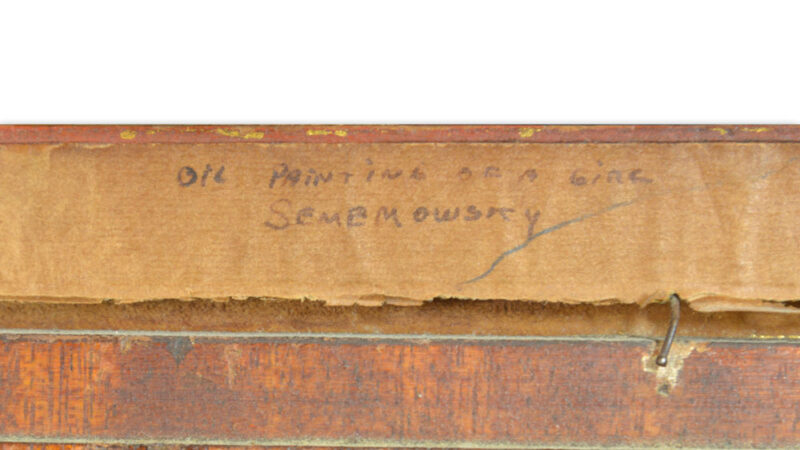 OIL PAINTING OF A GIRL
SEMEMOWSKY